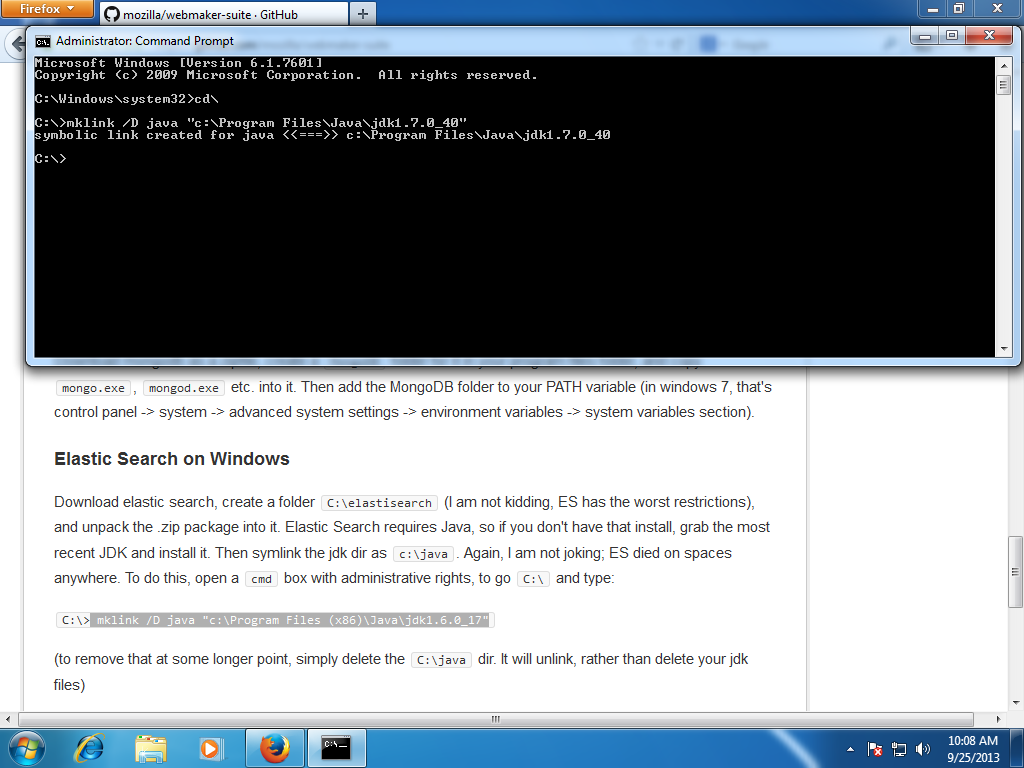 Firefox
mozilla/webmaker-suite · GitHub
Administrator: Command Prompt
Microsoft Windows [Version 6.1.7601]
Copyright (c) 2009 Microsoft Corporation.  All rights reserved.
C:\Windows\system32>cd\
C:\>mklink /D java "c:\Program Files\Java\jdk1.7.0_40"
symbolic link created for java <<===>> c:\Program Files\Java\jdk1.7.0_40
C:\>
mongo.exe , mongod.exe etc. into it. Then add the MongoDB folder to your PATH variable (in windows 7, that's
control panel -> system -> advanced system settings -> environment variables -> system variables section).
Elastic Search on Windows
Download elastic search, create a folder C:\elastisearch (I am not kidding, ES has the worst restrictions),
and unpack the .zip package into it. Elastic Search requires Java, so if you don't have that install, grab the most
recent JDK and install it. Then symlink the jdk dir as c:\java . Again, I am not joking; ES died on spaces
anywhere. To do this, open a cmd box with administrative rights, to go C:\ and type:
C:\> mklink /D java "c:\Program Files (x86)\Java\jdk1.6.0_17"
(to remove that at some longer point, simply delete the C:\java dir. It will unlink, rather than delete your jdk
files)
C:\_
10:08 AM
9/25/2013